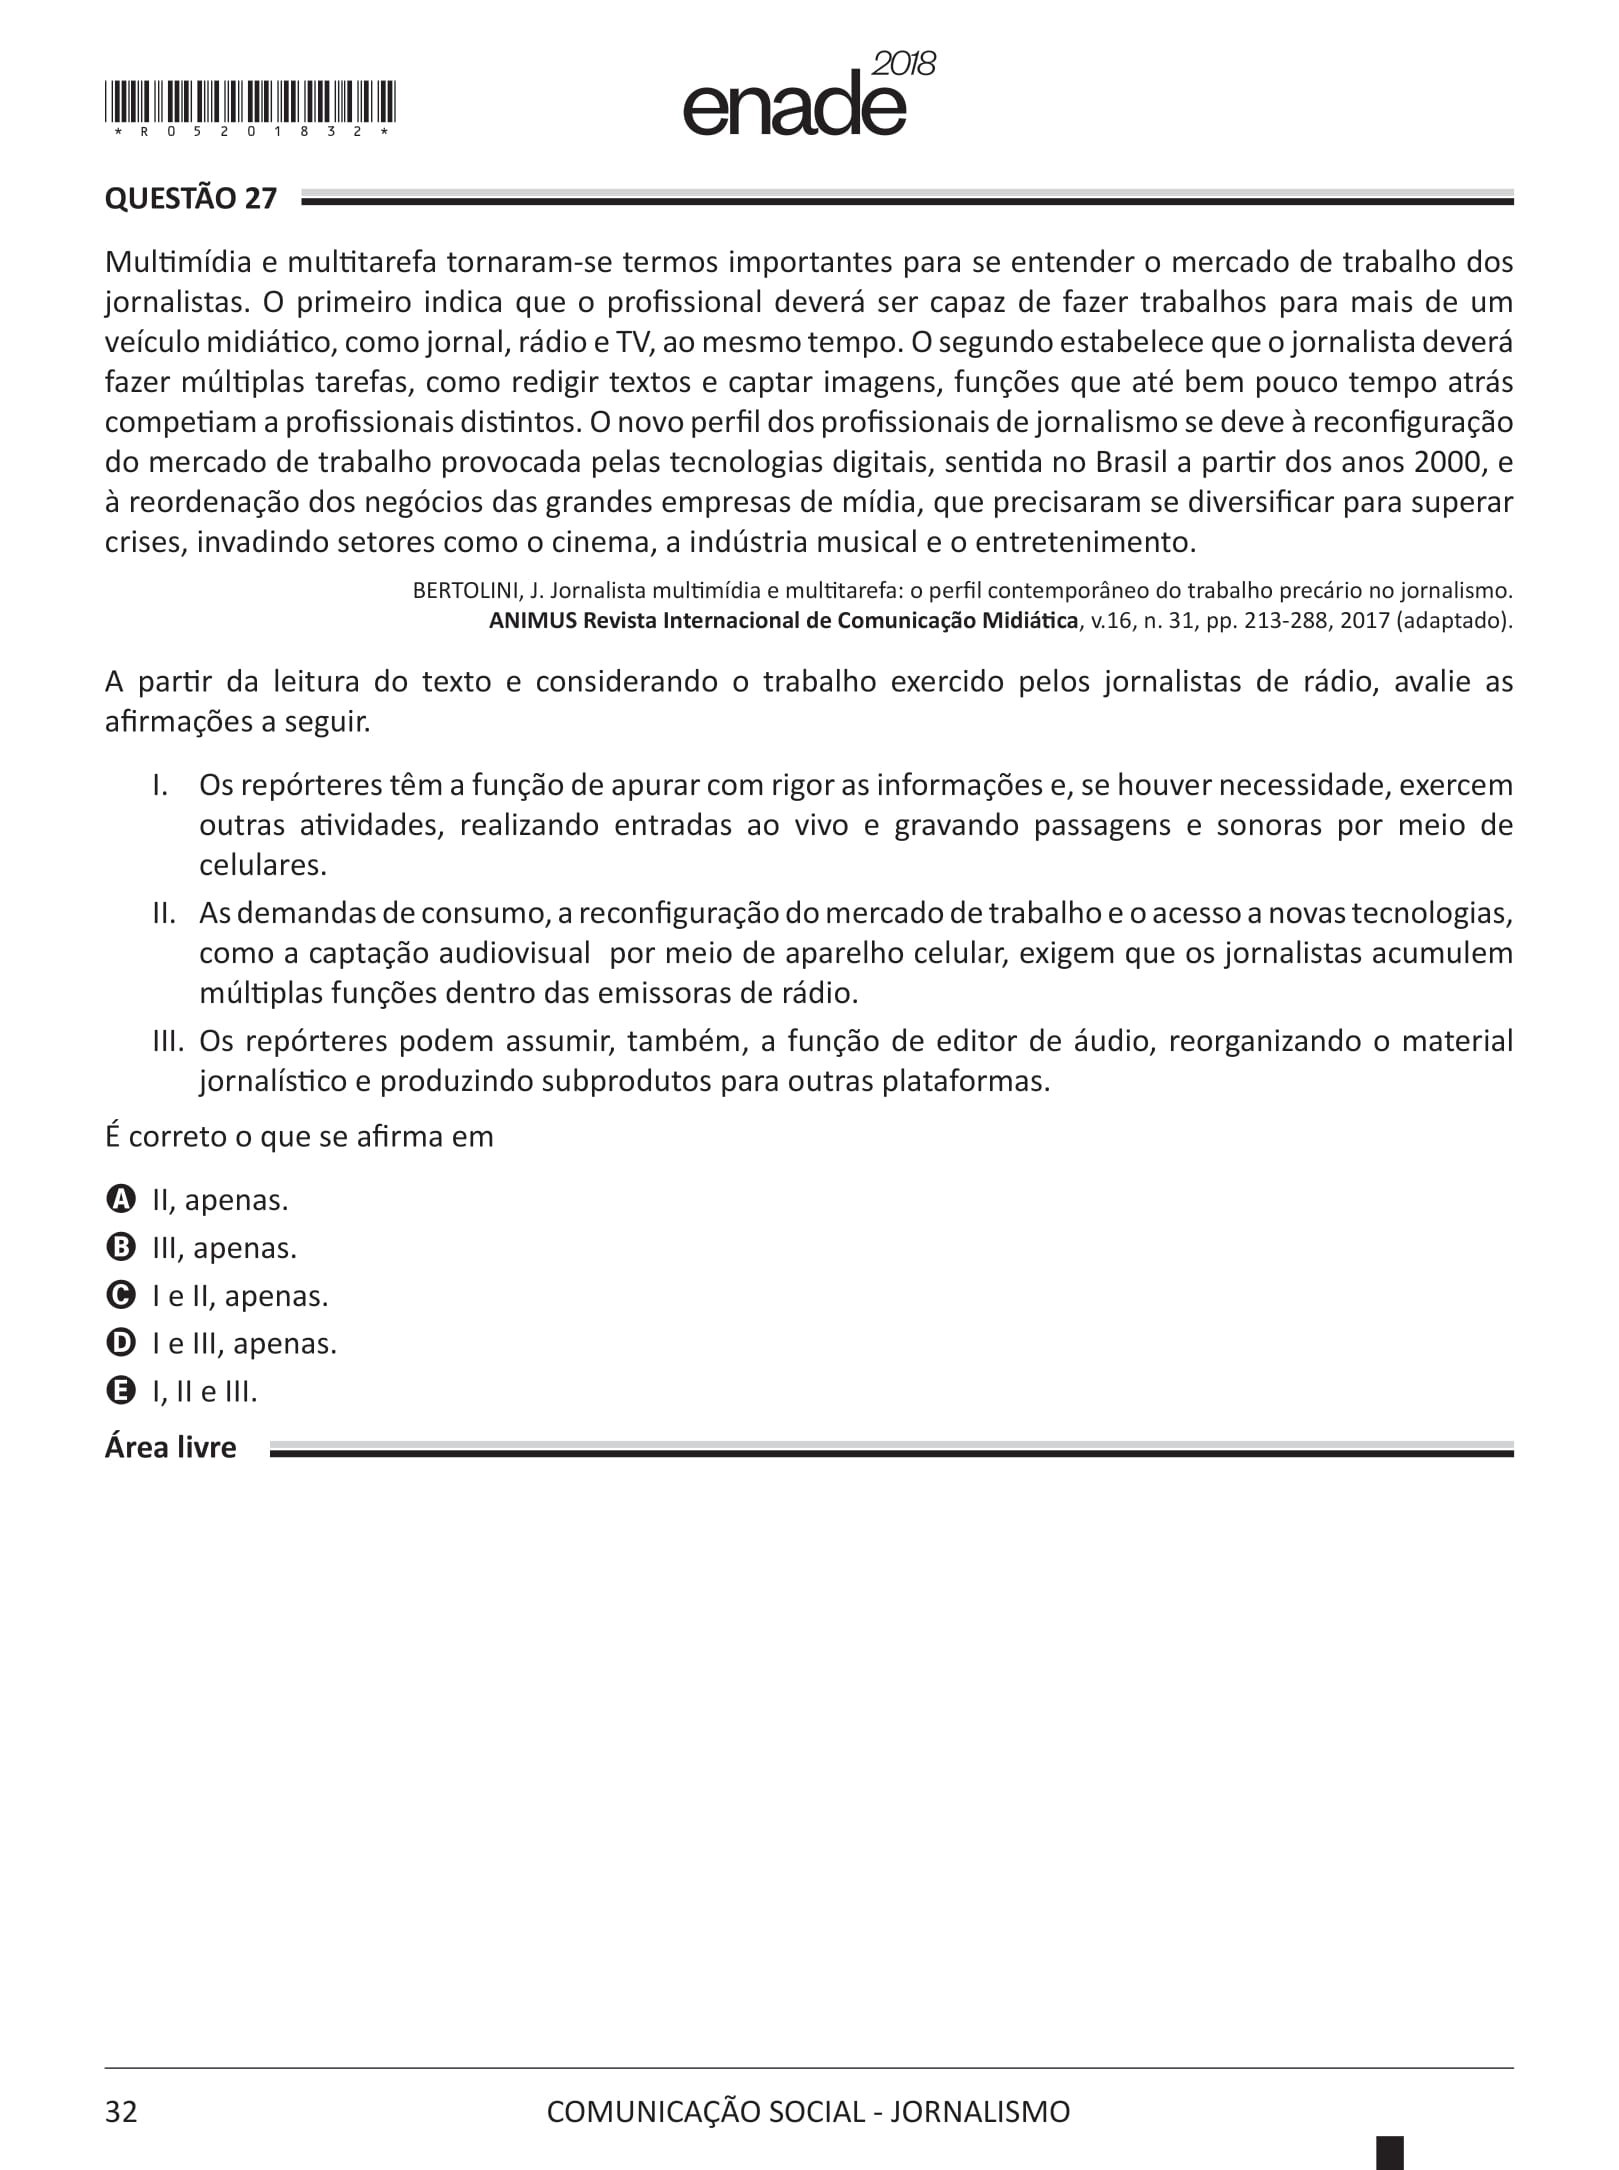 2018
enade
* R 0 5 2 0 1 8 3 2 *
QUESTÃO 27
Multimídia e multitarefa tornaram-se termos importantes para se entender o mercado de trabalho dos
jornalistas. O primeiro indica que o profissional deverá ser capaz de fazer trabalhos para mais de um
veículo midiático, como jornal, rádio e TV, ao mesmo tempo. O segundo estabelece que o jornalista deverá
fazer múltiplas tarefas, como redigir textos e captar imagens, funções que até bem pouco tempo atrás
competiam a profissionais distintos. O novo perfil dos profissionais de jornalismo se deve à reconfiguração
do mercado de trabalho provocada pelas tecnologias digitais, sentida no Brasil a partir dos anos 2000, e
à reordenação dos negócios das grandes empresas de mídia, que precisaram se diversificar para superar
crises, invadindo setores como o cinema, a indústria musical e o entretenimento.
BERTOLINI, J. Jornalista multimídia e multitarefa: o perfil contemporâneo do trabalho precário no jornalismo.
ANIMUS Revista Internacional de Comunicação Midiática, v.16, n. 31, pp. 213-288, 2017 (adaptado).
A partir da leitura do texto e considerando o trabalho exercido pelos jornalistas de rádio, avalie as
afirmações a seguir.
I. Os repórteres têm a função de apurar com rigor as informações e, se houver necessidade, exercem
outras atividades, realizando entradas ao vivo e gravando passagens e sonoras por meio de
celulares.
II. As demandas de consumo, a reconfiguração do mercado de trabalho e o acesso a novas tecnologias,
como a captação audiovisual por meio de aparelho celular, exigem que os jornalistas acumulem
múltiplas funções dentro das emissoras de rádio.
III. Os repórteres podem assumir, também, a função de editor de áudio, reorganizando o material
jornalístico e produzindo subprodutos para outras plataformas.
É correto o que se afirma em
A II, apenas.
B III, apenas.
C I e II, apenas.
D I e III, apenas.
E I, II e III.
Área livre
32
COMUNICAÇÃO SOCIAL - JORNALISMO